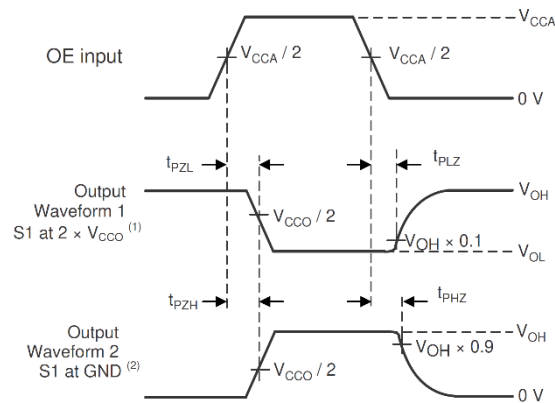 V_CCA
OE input
V_CCA / 2
V_CCA / 2
0 V
t_PZL
t_PLZ
Output
Waveform 1
S1 at 2 × V_CCO (1)
V_CCO / 2
V_OH
V_OH × 0.1
V_OL
t_PZH
t_PHZ
Output
Waveform 2
S1 at GND (2)
V_OH
V_OH × 0.9
V_CCO / 2
0 V